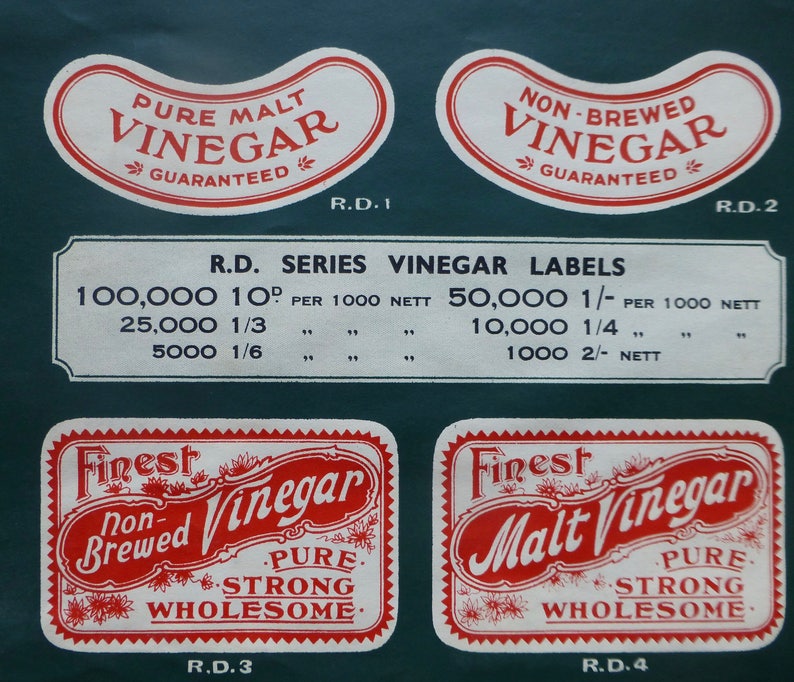 PURE MALT
VINEGAR
GUARANTEED
R.D.1
NON-BREWED
VINEGAR
GUARANTEED
R.D.2
R.D. SERIES VINEGAR LABELS
100,000 10D. PER 1000 NETT 50,000 1/- PER 1000 NETT
25,000 1/3 „ „ „ 10,000 1/4 „ „ „
5000 1/6 „ „ „ 1000 2/- NETT
Finest
Non-
Brewed Vinegar
·PURE·
·STRONG
WHOLESOME·
R.D.3
Finest
Malt Vinegar
·PURE·
STRONG
WHOLESOME·
R.D.4